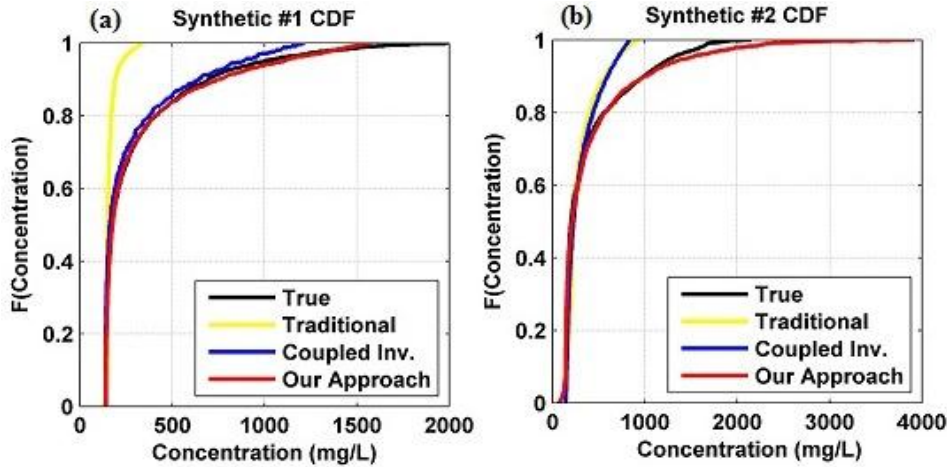 (a) Synthetic #1 CDF
1
0.8
0.6
0.4
0.2
0
F(Concentration)
True
Traditional
Coupled Inv.
Our Approach
0 500 1000 1500 2000
Concentration (mg/L)
(b) Synthetic #2 CDF
1
0.8
0.6
0.4
0.2
0
F(Concentration)
True
Traditional
Coupled Inv.
Our Approach
0 1000 2000 3000 4000
Concentration (mg/L)